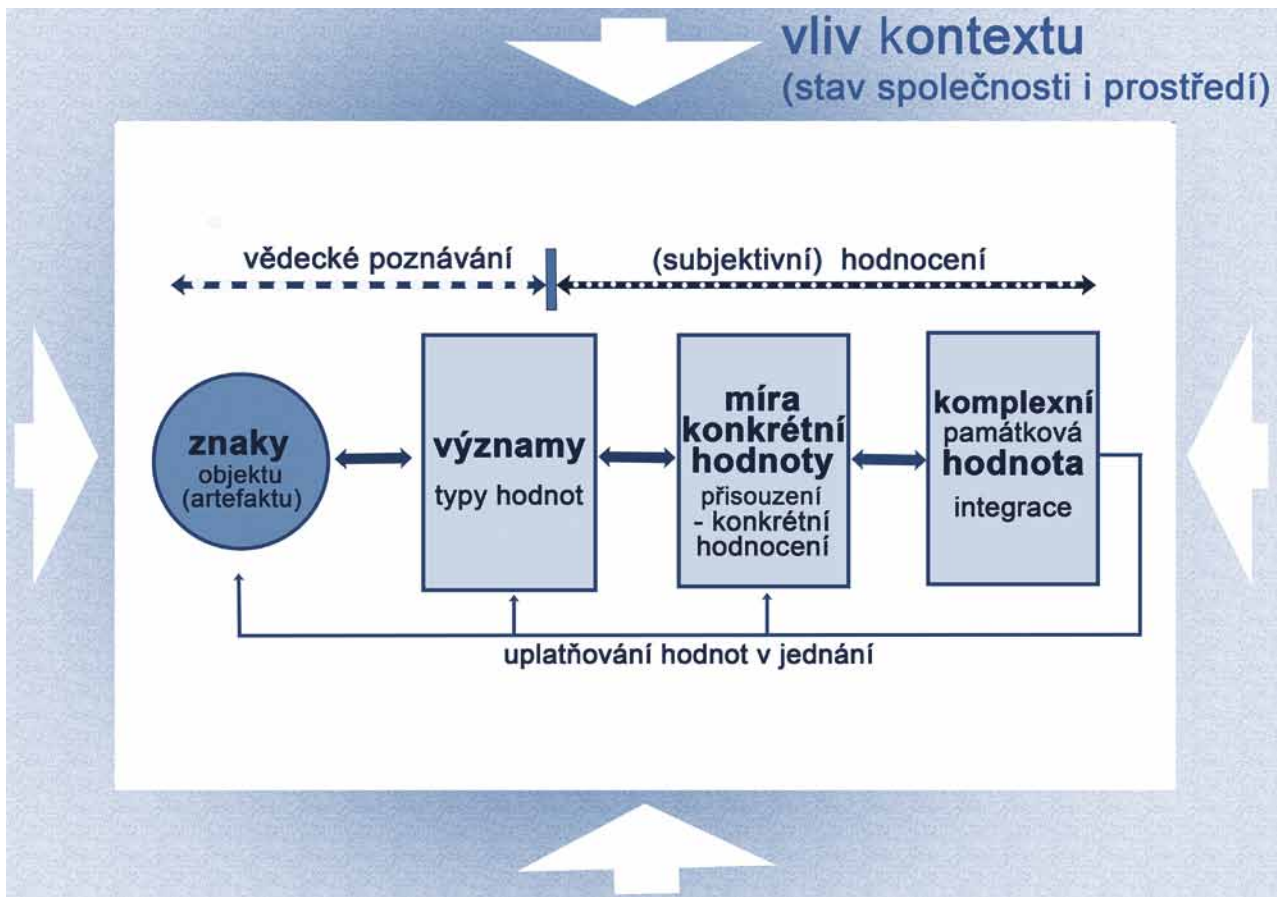 vliv kontextu
(stav společnosti i prostředí)
vědecké poznávání
(subjektivní) hodnocení
znaky
objektu
(artefaktu)
významy
typy hodnot
míra
konkrétní
hodnoty
přisouzení
- konkrétní
hodnocení
komplexní
památková
hodnota
integrace
uplatňování hodnot v jednání